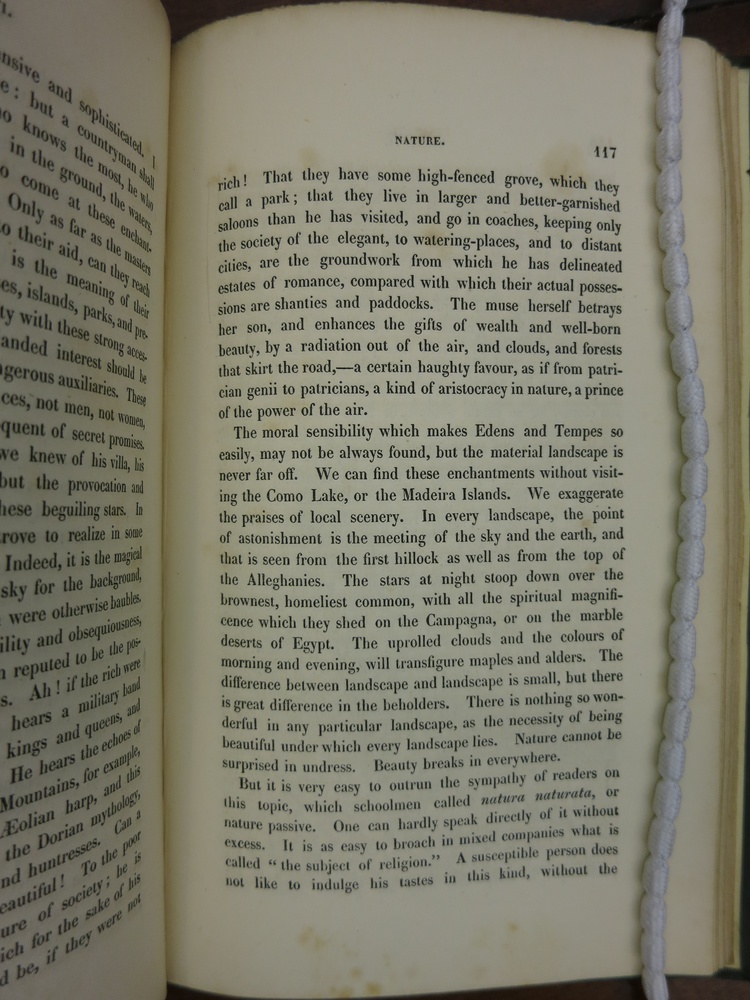 I.
nsive and sophisticated. I
e: but a countryman shall
o knows the most, he who
in the ground, the waters,
o come at these enchant-
Only as far as the masters
o their aid, can they reach
is the meaning of their
es, islands, parks, and pre-
ty with these strong acces-
anded interest should be
ngerous auxiliaries. These
ces, not men, not women,
quent of secret promises.
we knew of his villa, his
but the provocation and
hese beguiling stars. In
rove to realize in some
Indeed, it is the magical
sky for the background,
were otherwise baubles.
ility and obsequiousness,
n reputed to be the pos-
s. Ah! if the rich were
hears a military band
kings and queens, and
He hears the echoes of
Mountains, for example,
Æolian harp, and this
the Dorian mythology,
nd huntresses. Can a
eautiful! To the poor
ure of society; he is
ich for the sake of his
d be, if they were not
NATURE.
117
rich! That they have some high-fenced grove, which they
call a park; that they live in larger and better-garnished
saloons than he has visited, and go in coaches, keeping only
the society of the elegant, to watering-places, and to distant
cities, are the groundwork from which he has delineated
estates of romance, compared with which their actual posses-
sions are shanties and paddocks. The muse herself betrays
her son, and enhances the gifts of wealth and well-born
beauty, by a radiation out of the air, and clouds, and forests
that skirt the road,—a certain haughty favour, as if from patri-
cian genii to patricians, a kind of aristocracy in nature, a prince
of the power of the air.
The moral sensibility which makes Edens and Tempes so
easily, may not be always found, but the material landscape is
never far off. We can find these enchantments without visit-
ing the Como Lake, or the Madeira Islands. We exaggerate
the praises of local scenery. In every landscape, the point
of astonishment is the meeting of the sky and the earth, and
that is seen from the first hillock as well as from the top of
the Alleghanies. The stars at night stoop down over the
brownest, homeliest common, with all the spiritual magnifi-
cence which they shed on the Campagna, or on the marble
deserts of Egypt. The uprolled clouds and the colours of
morning and evening, will transfigure maples and alders. The
difference between landscape and landscape is small, but there
is great difference in the beholders. There is nothing so won-
derful in any particular landscape, as the necessity of being
beautiful under which every landscape lies. Nature cannot be
surprised in undress. Beauty breaks in everywhere.
But it is very easy to outrun the sympathy of readers on
this topic, which schoolmen called natura naturata, or
nature passive. One can hardly speak directly of it without
excess. It is as easy to broach in mixed companies what is
called "the subject of religion." A susceptible person does
not like to indulge his tastes in this kind, without the